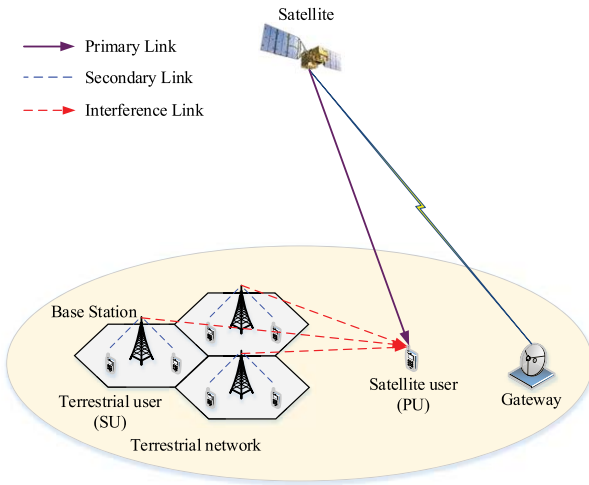 Satellite
Primary Link
Secondary Link
Interference Link
Base Station
Satellite user
(PU)
Gateway
Terrestrial user
(SU)
Terrestrial network